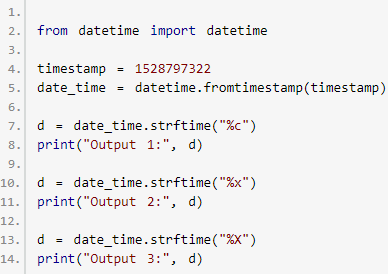 1.
2. from datetime import datetime
3.
4. timestamp = 1528797322
5. date_time = datetime.fromtimestamp(timestamp)
6.
7. d = date_time.strftime("%c")
8. print("Output 1:", d)
9.
10. d = date_time.strftime("%x")
11. print("Output 2:", d)
12.
13. d = date_time.strftime("%X")
14. print("Output 3:", d)